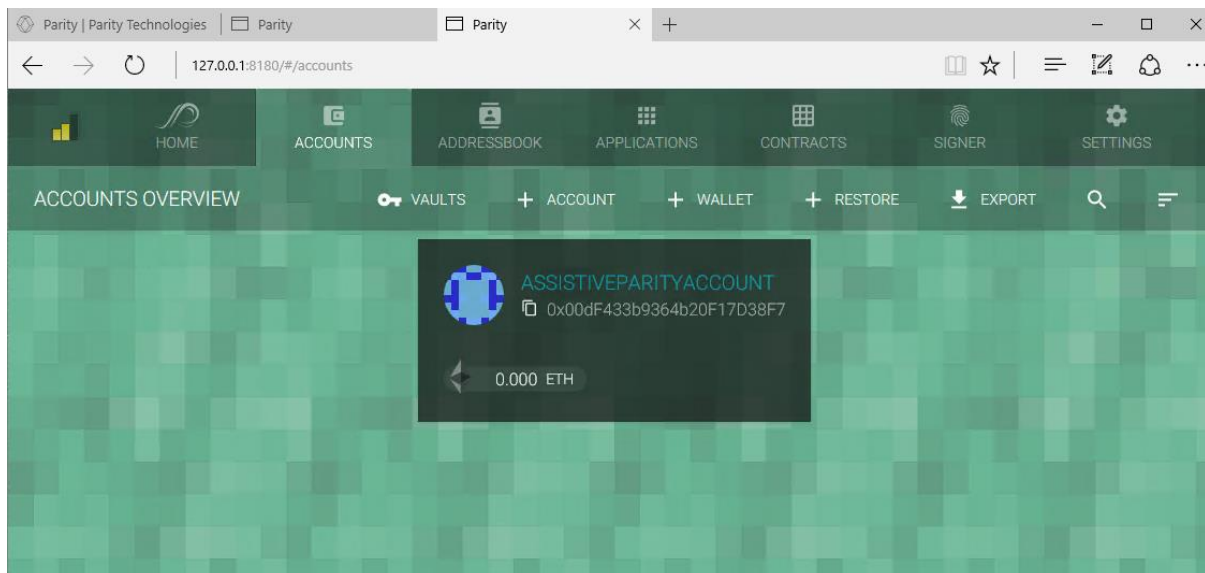 Parity | Parity Technologies Parity Parity
127.0.0.1:8180/#/accounts
HOME ACCOUNTS ADDRESSBOOK APPLICATIONS CONTRACTS SIGNER SETTINGS
ACCOUNTS OVERVIEW VAULTS + ACCOUNT + WALLET + RESTORE EXPORT
ASSISTIVEPARITYACCOUNT
0x00dF433b9364b20F17D38F7
0.000 ETH